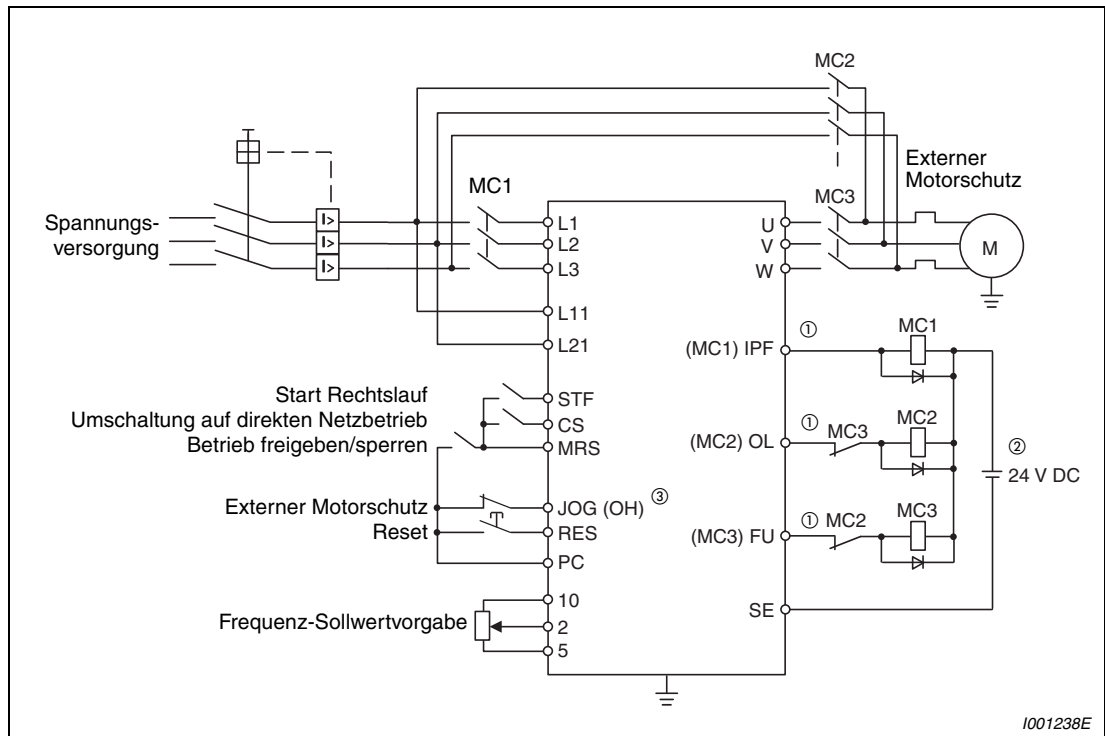 MC2
Externer
Motorschutz
MC1
MC3
Spannungs-
versorgung
I>
I>
I>
L1
L2
L3
U
V
W
M
L11
L21
(MC1) IPF
①
MC1
Start Rechtslauf
Umschaltung auf direkten Netzbetrieb
Betrieb freigeben/sperren
STF
CS
MRS
(MC2) OL
①
MC3
MC2
②
24 V DC
Externer Motorschutz
Reset
JOG (OH) ③
RES
PC
(MC3) FU
①
MC2
MC3
Frequenz-Sollwertvorgabe
10
2
5
SE
I001238E